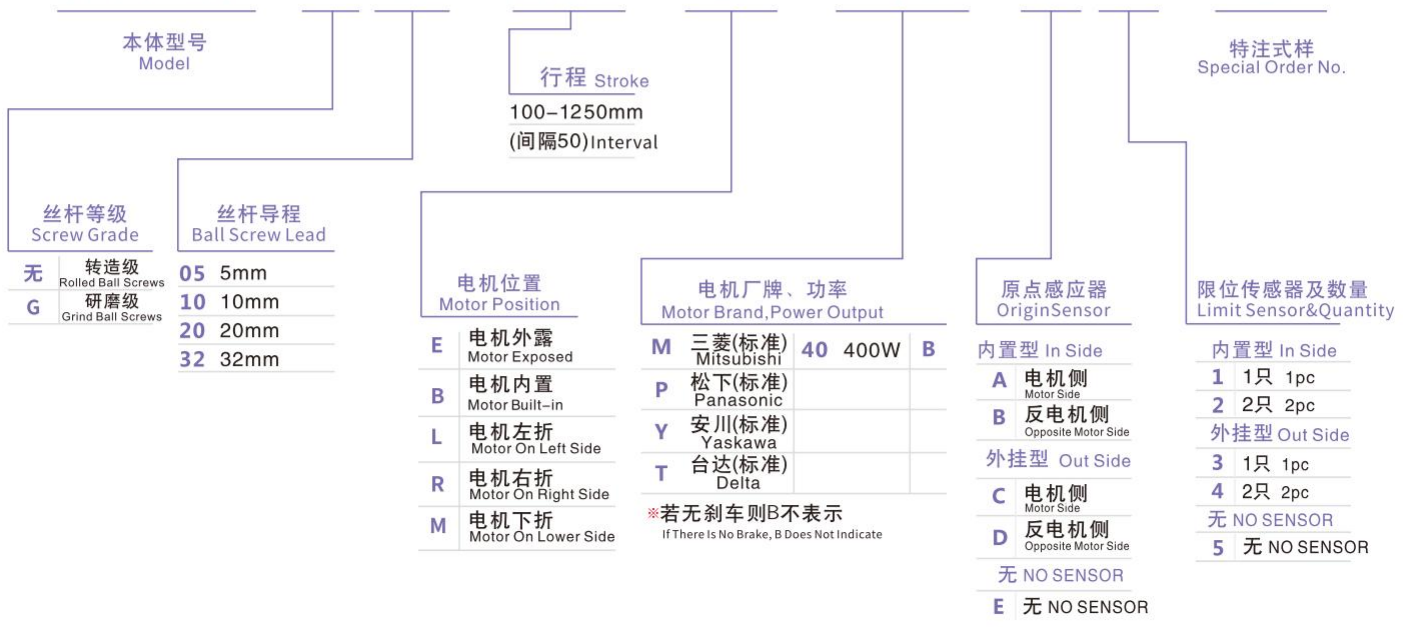 本体型号
Model
特注式样
Special Order No.
行程 Stroke
100-1250mm
(间隔50)Interval
丝杆等级
Screw Grade
无 转造级
Rolled Ball Screws
G 研磨级
Grind Ball Screws
丝杆导程
Ball Screw Lead
05 5mm
10 10mm
20 20mm
32 32mm
电机位置
Motor Position
E 电机外露
Motor Exposed
B 电机内置
Motor Built-in
L 电机左折
Motor On Left Side
R 电机右折
Motor On Right Side
M 电机下折
Motor On Lower Side
电机厂牌、功率
Motor Brand,Power Output
M 三菱(标准) 40 400W B
Mitsubishi
P 松下(标准)
Panasonic
Y 安川(标准)
Yaskawa
T 台达(标准)
Delta
※若无刹车则B不表示
If There Is No Brake, B Does Not Indicate
原点感应器
OriginSensor
内置型 In Side
A 电机侧
Motor Side
B 反电机侧
Opposite Motor Side
外挂型 Out Side
C 电机侧
Motor Side
D 反电机侧
Opposite Motor Side
无 NO SENSOR
E 无 NO SENSOR
限位传感器及数量
Limit Sensor&Quantity
内置型 In Side
1 1只 1pc
2 2只 2pc
外挂型 Out Side
3 1只 1pc
4 2只 2pc
无 NO SENSOR
5 无 NO SENSOR